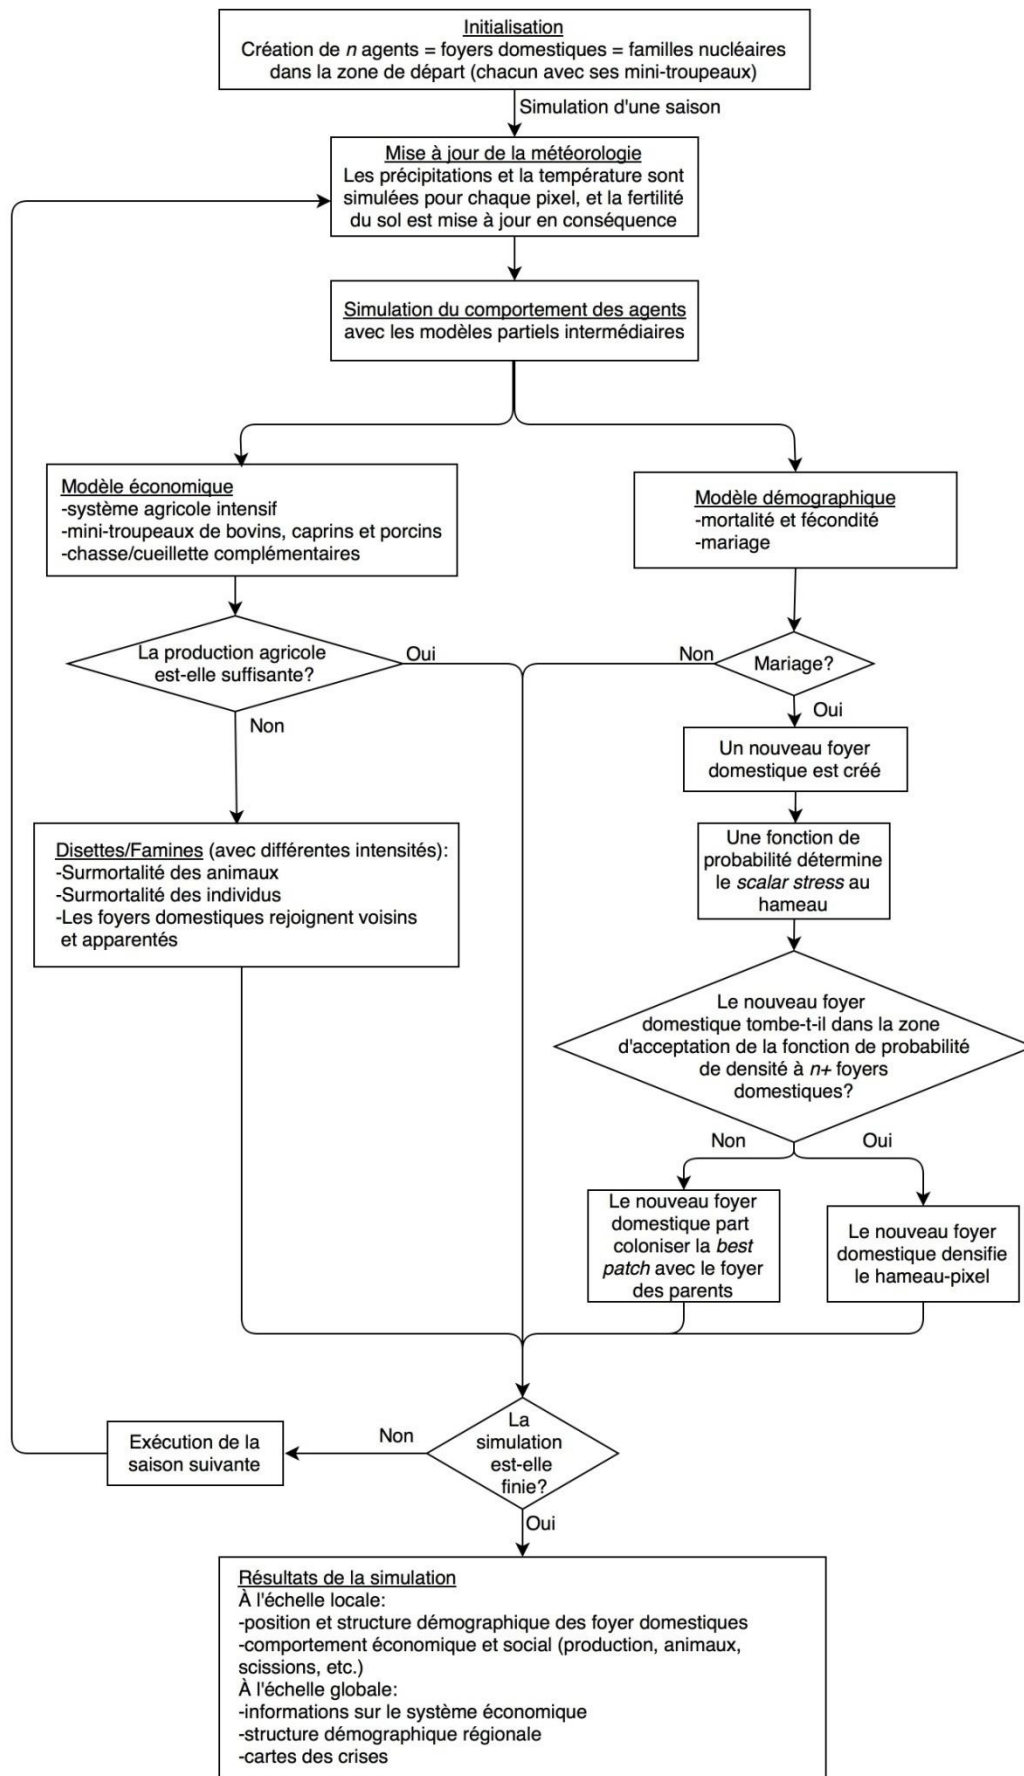 Initialisation
Création de n agents = foyers domestiques = familles nucléaires
dans la zone de départ (chacun avec ses mini-troupeaux)
Simulation d'une saison
Mise à jour de la météorologie
Les précipitations et la température sont
simulées pour chaque pixel, et la fertilité
du sol est mise à jour en conséquence
Simulation du comportement des agents
avec les modèles partiels intermédiaires
Modèle économique
-système agricole intensif
-mini-troupeaux de bovins, caprins et porcins
-chasse/cueillette complémentaires
Modèle démographique
-mortalité et fécondité
-mariage
La production agricole
est-elle suffisante?
Oui
Non
Non
Mariage?
Oui
Un nouveau foyer
domestique est créé
Disettes/Famines (avec différentes intensités):
-Surmortalité des animaux
-Surmortalité des individus
-Les foyers domestiques rejoignent voisins
et apparentés
Une fonction de
probabilité détermine
le scalar stress au
hameau
Le nouveau foyer
domestique tombe-t-il dans la zone
d'acceptation de la fonction de probabilité
de densité à n+ foyers
domestiques?
Non
Oui
Le nouveau foyer
domestique part
coloniser la best
patch avec le foyer
des parents
Le nouveau foyer
domestique densifie
le hameau-pixel
La
simulation
est-elle
finie?
Non
Exécution de la
saison suivante
Oui
Résultats de la simulation
À l'échelle locale:
-position et structure démographique des foyer domestiques
-comportement économique et social (production, animaux,
scissions, etc.)
À l'échelle globale:
-informations sur le système économique
-structure démographique régionale
-cartes des crises